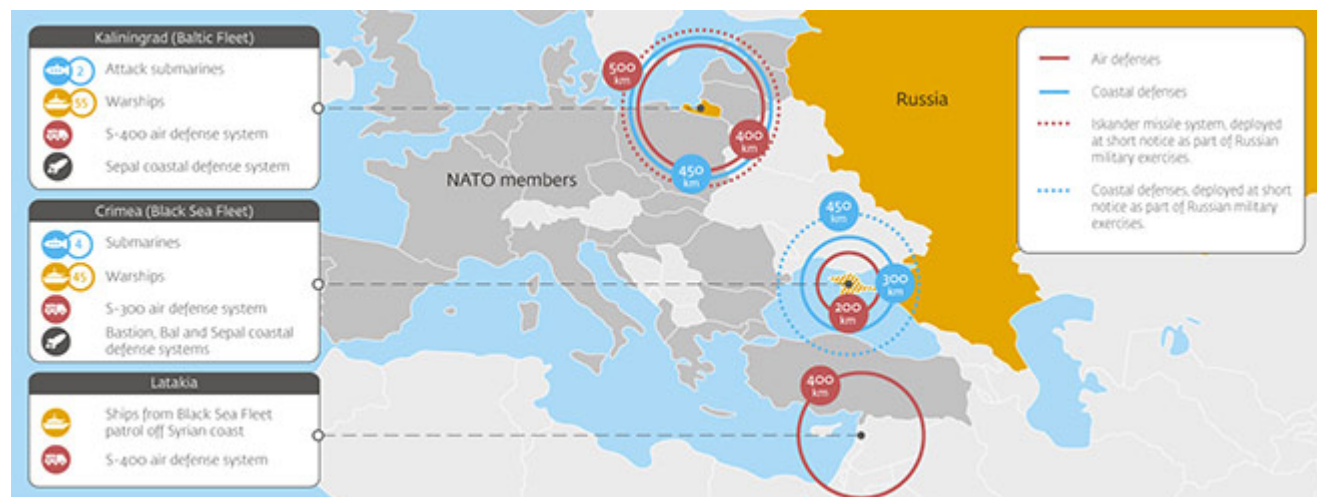 Kaliningrad (Baltic Fleet)
2
Attack submarines
55
Warships
S-400 air defense system
Sepal coastal defense system
Crimea (Black Sea Fleet)
4
Submarines
45
Warships
S-300 air defense system
Bastion, Bal and Sepal coastal
defense systems
Latakia
Ships from Black Sea Fleet
patrol off Syrian coast
S-400 air defense system
NATO members
Russia
500
km
400
km
450
km
450
km
300
km
200
km
400
km
Air defenses
Coastal defenses
Iskander missile system, deployed
at short notice as part of Russian
military exercises.
Coastal defenses, deployed at short
notice as part of Russian military
exercises.